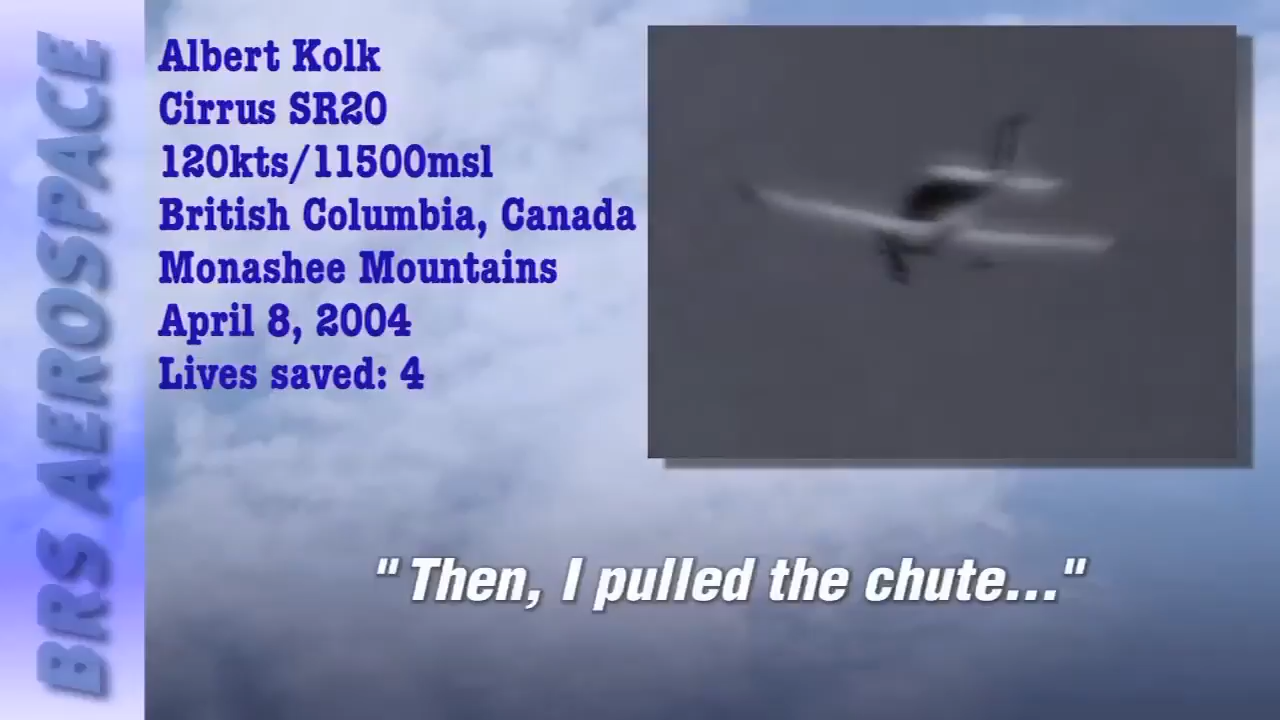 BRS AEROSPACE
Albert Kolk
Cirrus SR20
120kts/11500msl
British Columbia, Canada
Monashee Mountains
April 8, 2004
Lives saved: 4
"Then, I pulled the chute..."